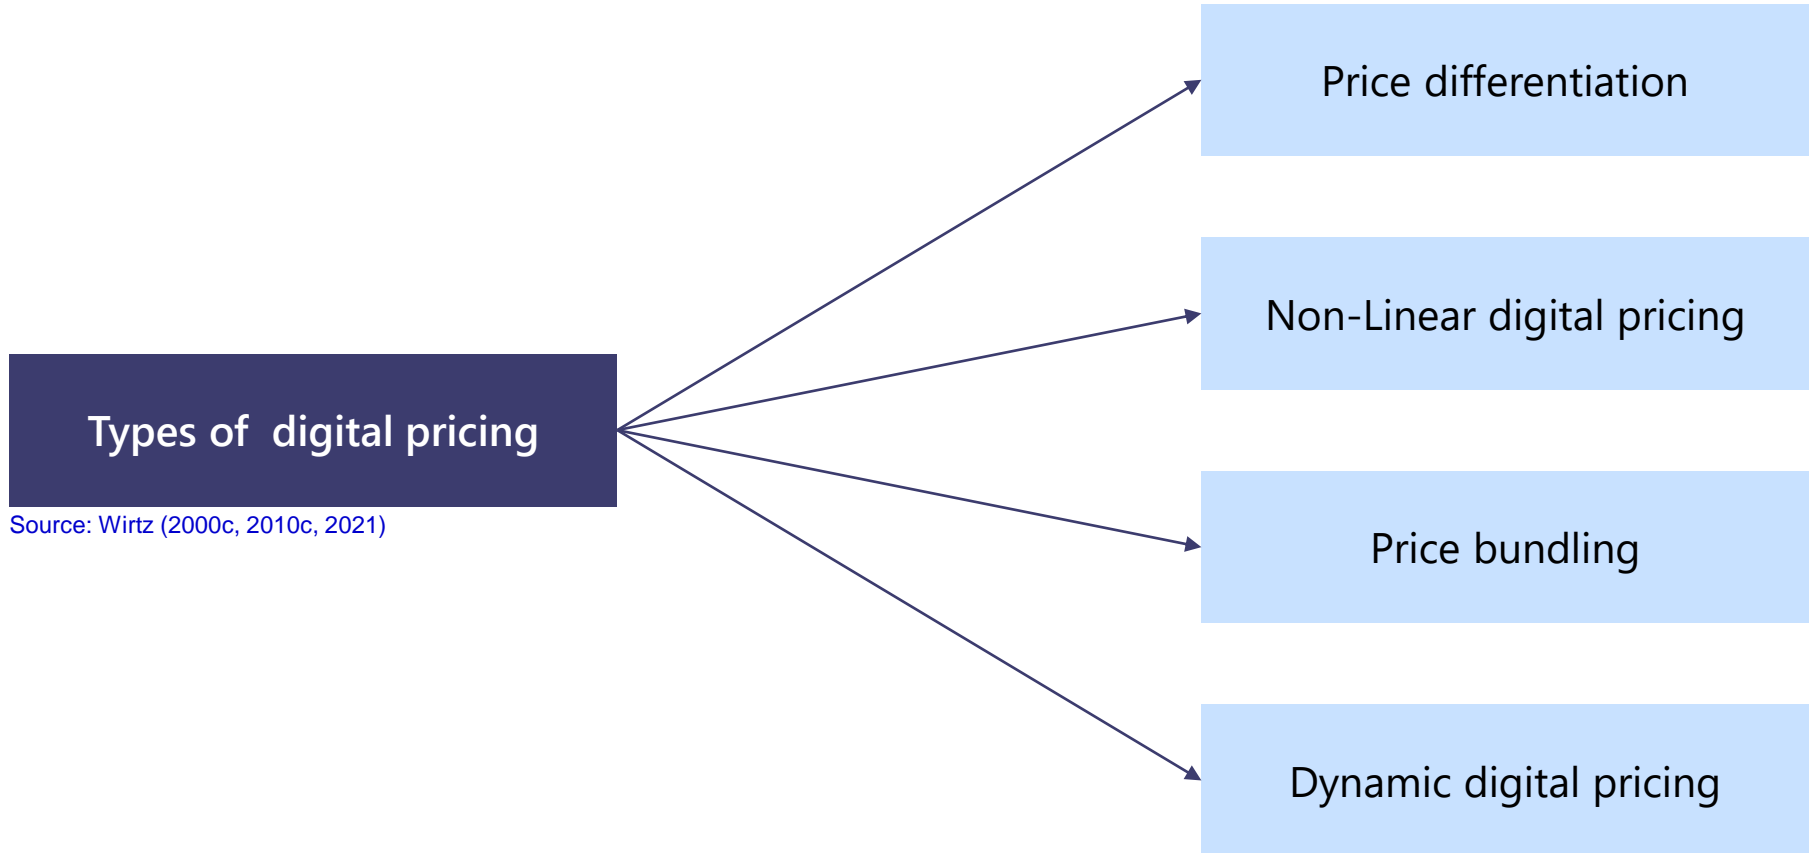 Price differentiation
Non-Linear digital pricing
Types of  digital pricing
Source: Wirtz (2000c, 2010c, 2021)
Price bundling
Dynamic digital pricing